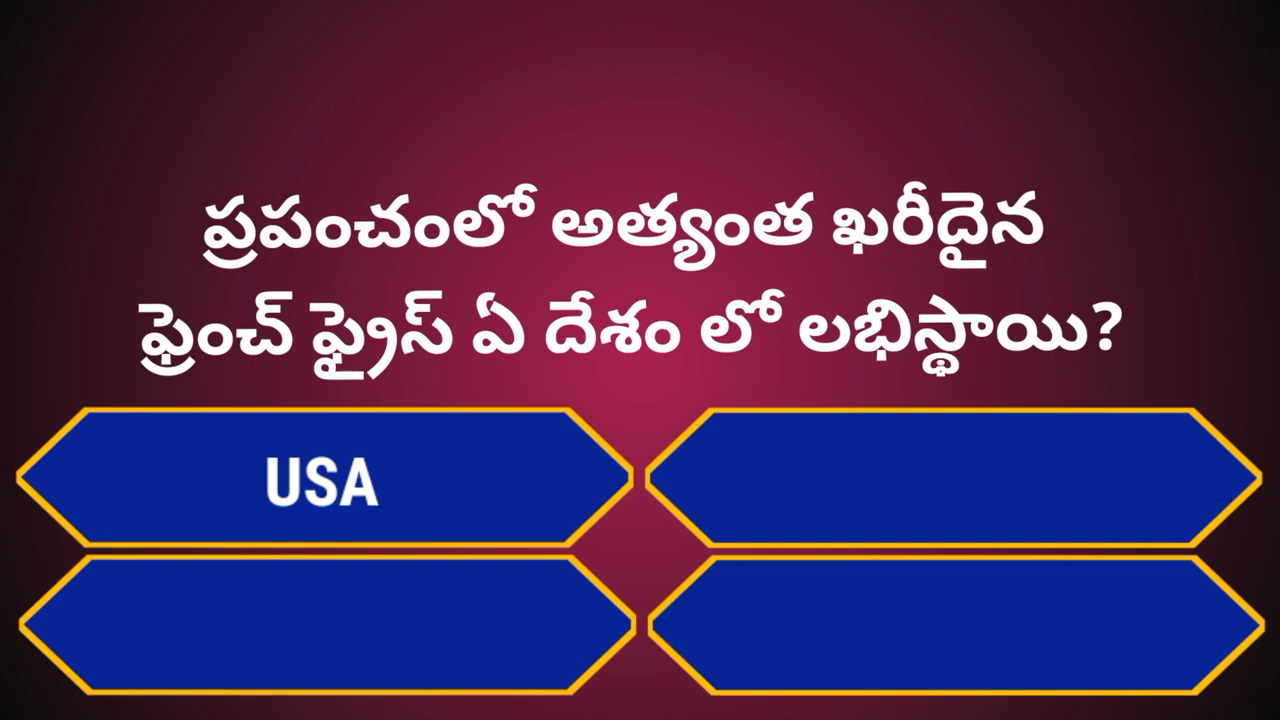 ప్రపంచంలో అత్యంత ఖరీదైన
ఫ్రెంచ్ ఫ్రైస్ ఏ దేశం లో లభిస్థాయి?
USA